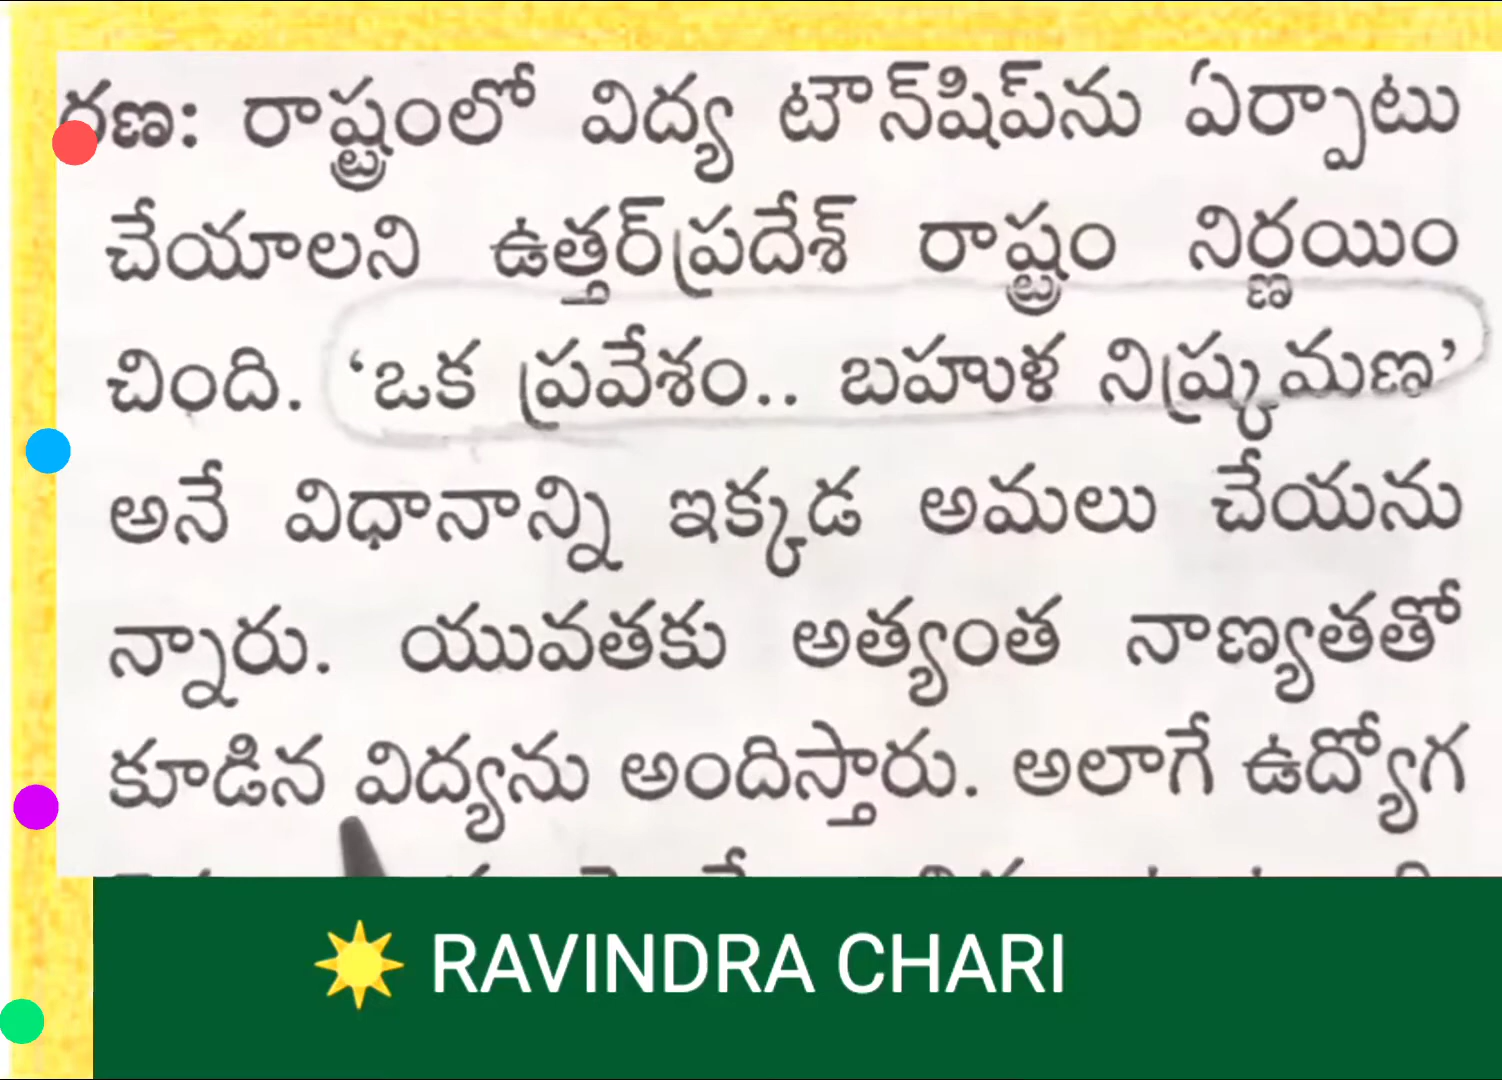 రణ: రాష్ట్రంలో విద్య టౌన్‌షిప్‌ను ఏర్పాటు
చేయాలని ఉత్తర్‌ప్రదేశ్ రాష్ట్రం నిర్ణయిం
చింది. ‘ఒక ప్రవేశం.. బహుళ నిష్క్రమణ’
అనే విధానాన్ని ఇక్కడ అమలు చేయను
న్నారు. యువతకు అత్యంత నాణ్యతతో
కూడిన విద్యను అందిస్తారు. అలాగే ఉద్యోగ
RAVINDRA CHARI